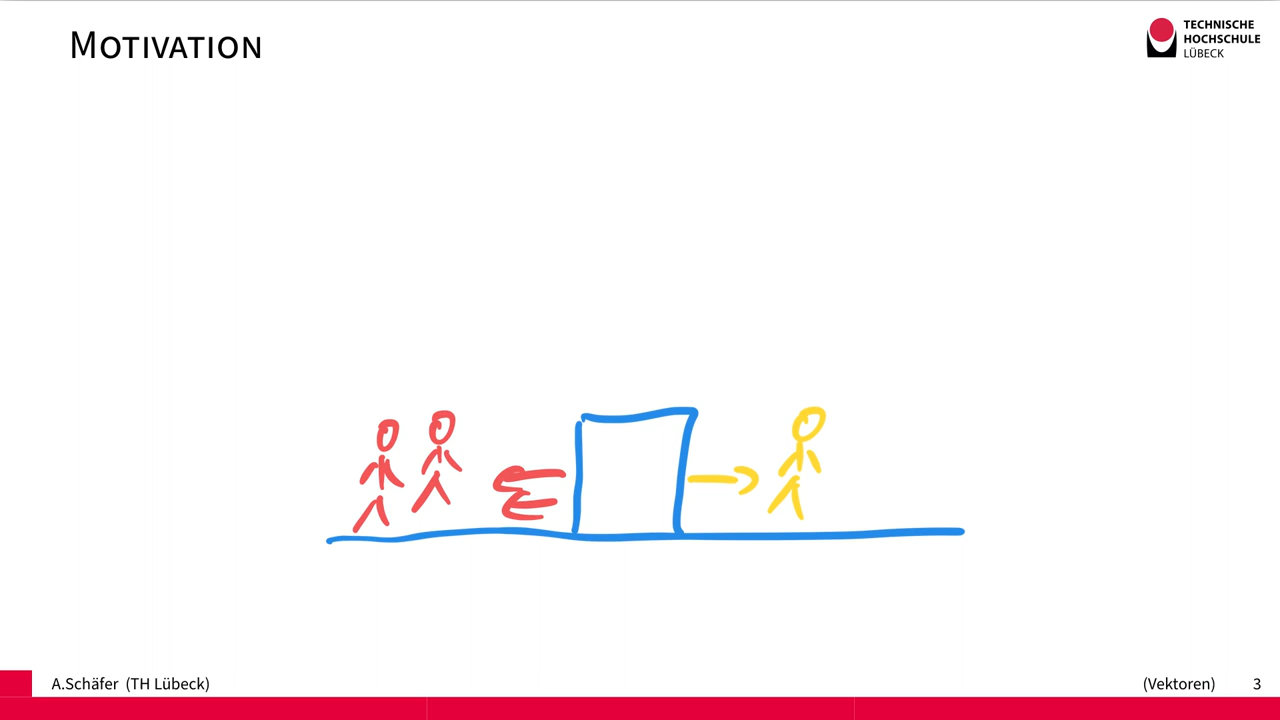 MOTIVATION
TECHNISCHE
HOCHSCHULE
LÜBECK
A.Schäfer (TH Lübeck)
(Vektoren)
3